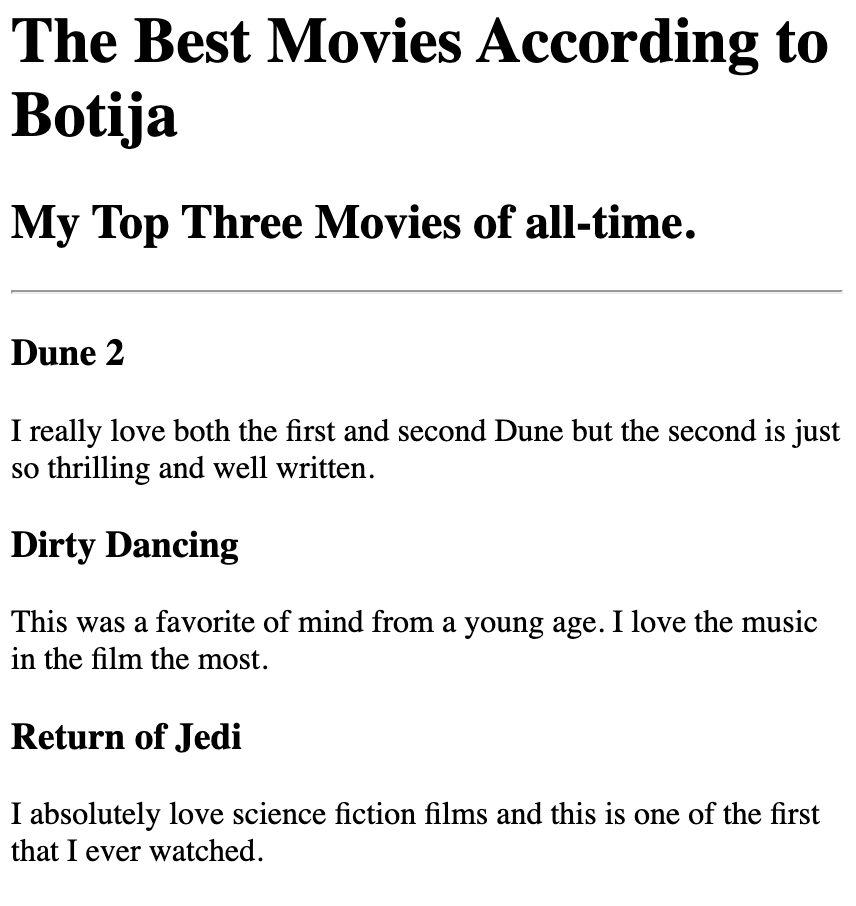 The Best Movies According to
Botija
My Top Three Movies of all-time.
Dune 2
I really love both the first and second Dune but the second is just
so thrilling and well written.
Dirty Dancing
This was a favorite of mind from a young age. I love the music
in the film the most.
Return of Jedi
I absolutely love science fiction films and this is one of the first
that I ever watched.